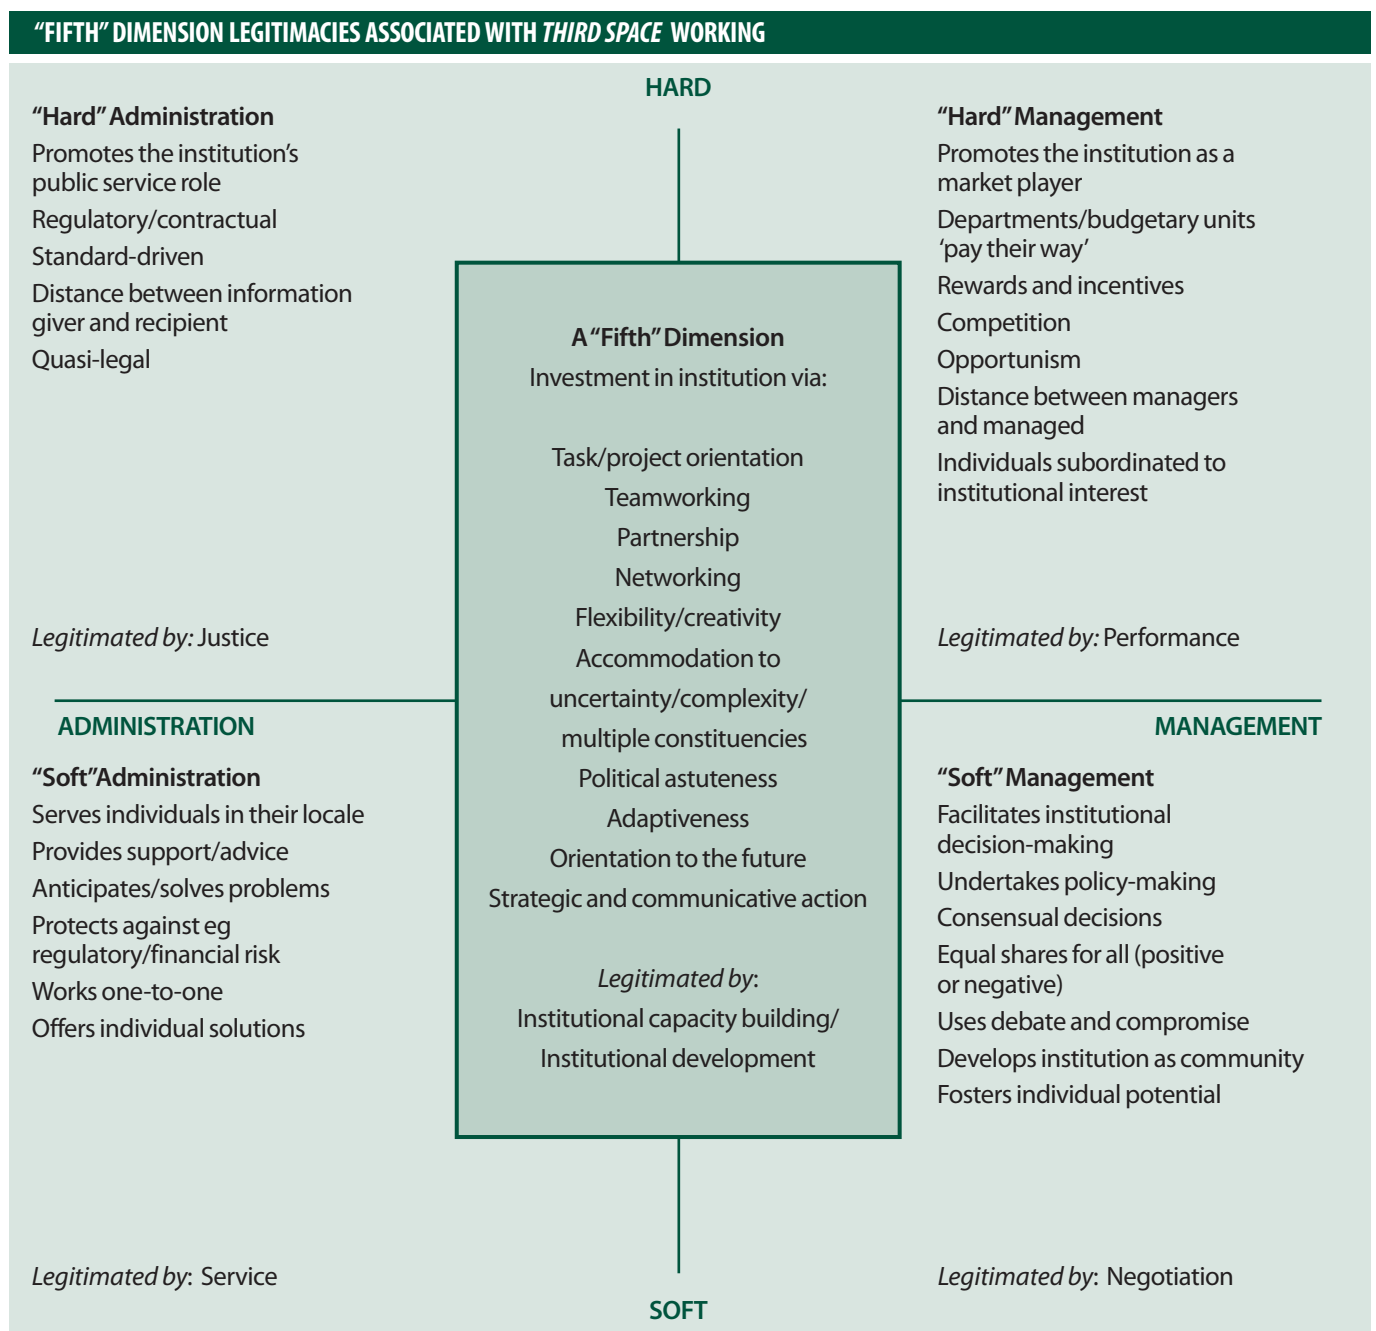 “FIFTH” DIMENSION LEGITIMACIES ASSOCIATED WITH THIRD SPACE WORKING
HARD
“Hard” Administration
Promotes the institution’s
public service role
Regulatory/contractual
Standard-driven
Distance between information
giver and recipient
Quasi-legal
Legitimated by: Justice
“Hard” Management
Promotes the institution as a
market player
Departments/budgetary units
‘pay their way’
Rewards and incentives
Competition
Opportunism
Distance between managers
and managed
Individuals subordinated to
institutional interest
Legitimated by: Performance
A “Fifth” Dimension
Investment in institution via:
Task/project orientation
Teamworking
Partnership
Networking
Flexibility/creativity
Accommodation to
uncertainty/complexity/
multiple constituencies
Political astuteness
Adaptiveness
Orientation to the future
Strategic and communicative action
Legitimated by:
Institutional capacity building/
Institutional development
ADMINISTRATION
MANAGEMENT
“Soft” Administration
Serves individuals in their locale
Provides support/advice
Anticipates/solves problems
Protects against eg
regulatory/financial risk
Works one-to-one
Offers individual solutions
Legitimated by: Service
“Soft” Management
Facilitates institutional
decision-making
Undertakes policy-making
Consensual decisions
Equal shares for all (positive
or negative)
Uses debate and compromise
Develops institution as community
Fosters individual potential
Legitimated by: Negotiation
SOFT